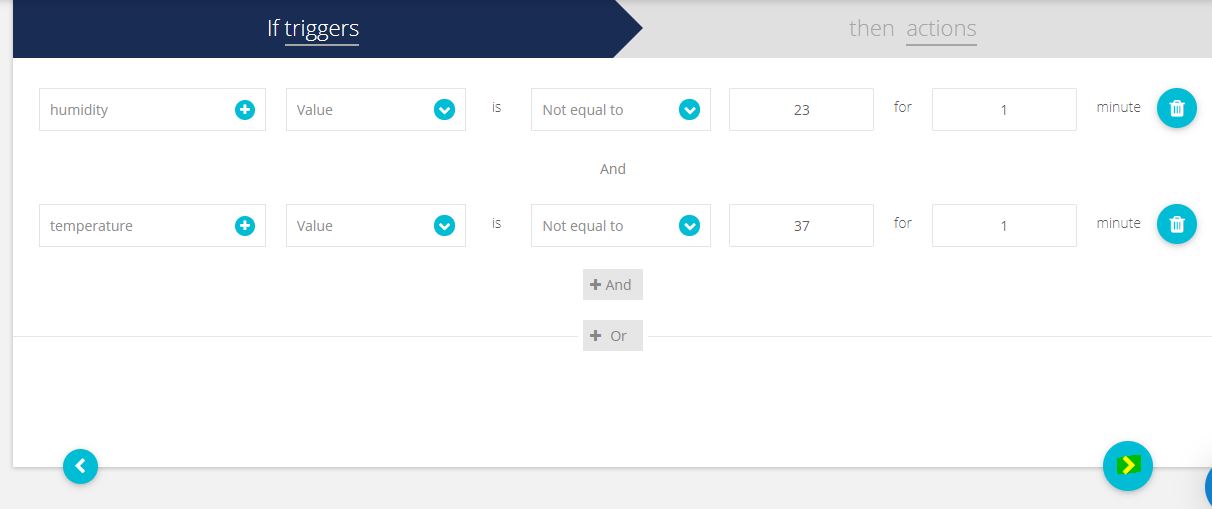 If triggers then actions
humidity Value is Not equal to 23 for 1 minute
And
temperature Value is Not equal to 37 for 1 minute
And
Or